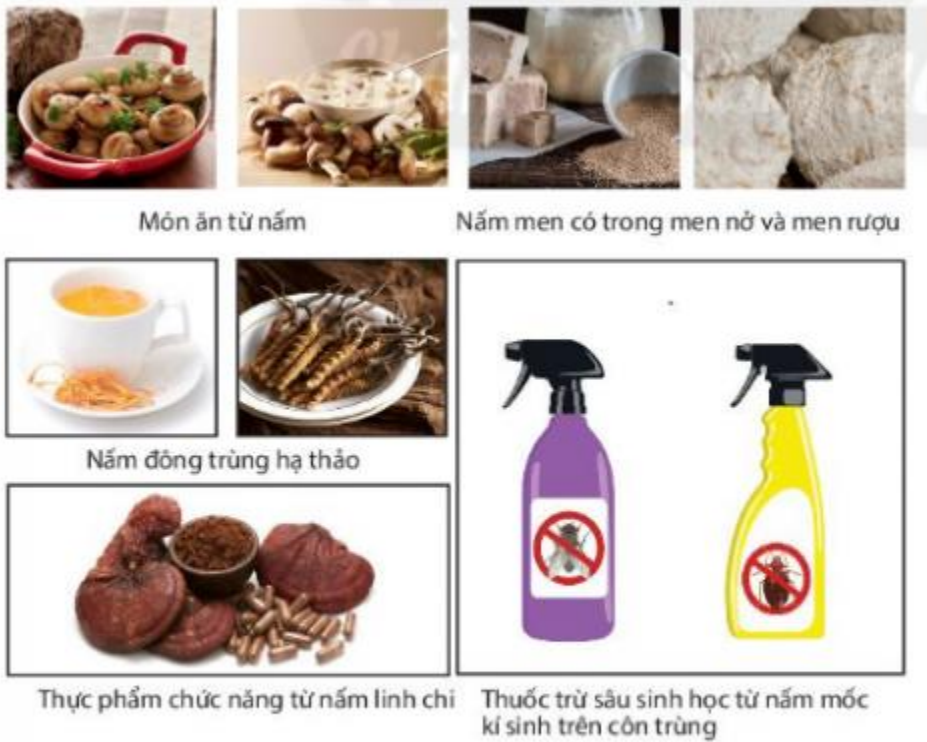 Món ăn từ nấm
Nấm men có trong men nở và men rượu
Nấm đông trùng hạ thảo
Thực phẩm chức năng từ nấm linh chi
Thuốc trừ sâu sinh học từ nấm mốc
kí sinh trên côn trùng